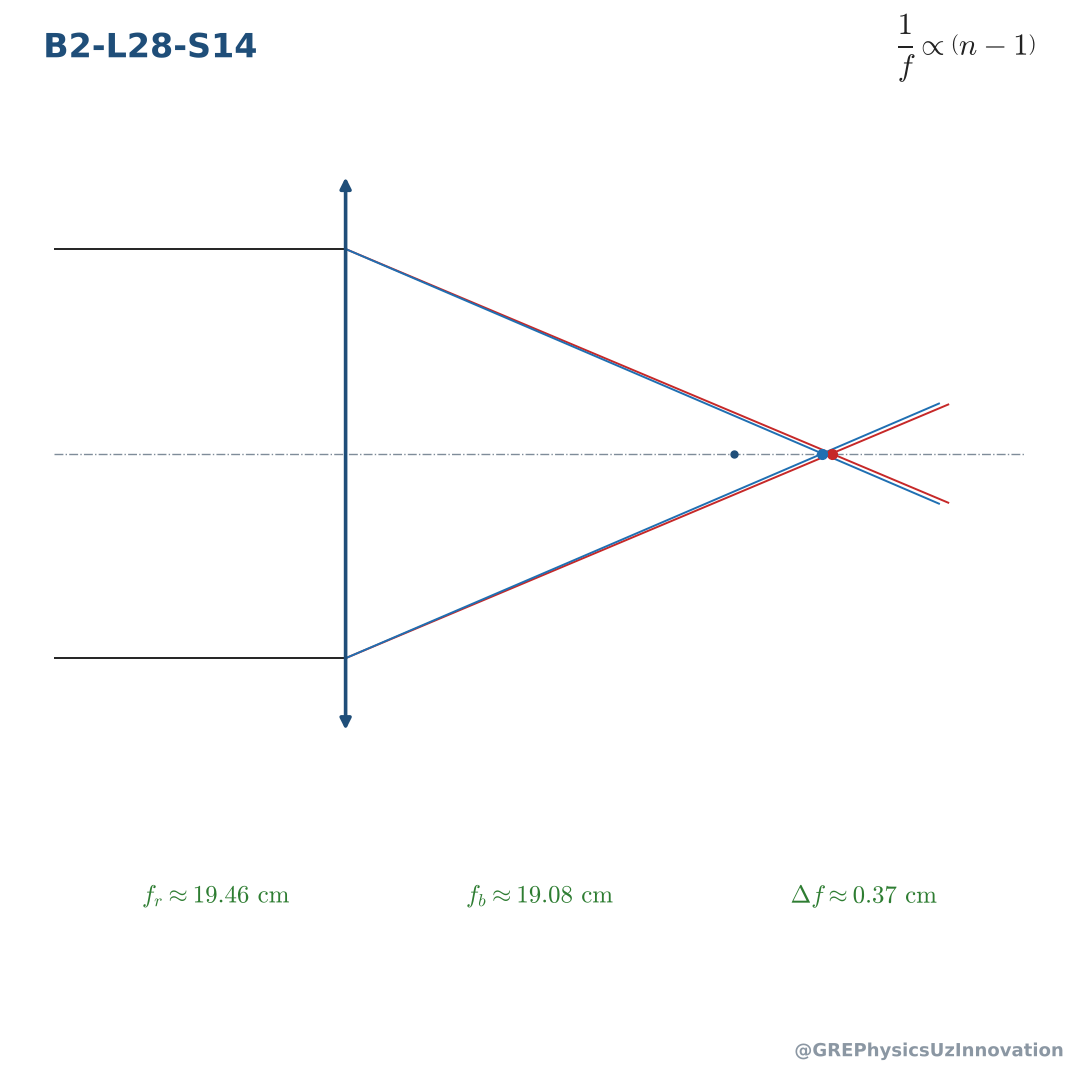 B2-L28-S14
1/f ∝ (n − 1)
f_r ≈ 19.46 cm
f_b ≈ 19.08 cm
Δf ≈ 0.37 cm
@GREPhysicsUzInnovation